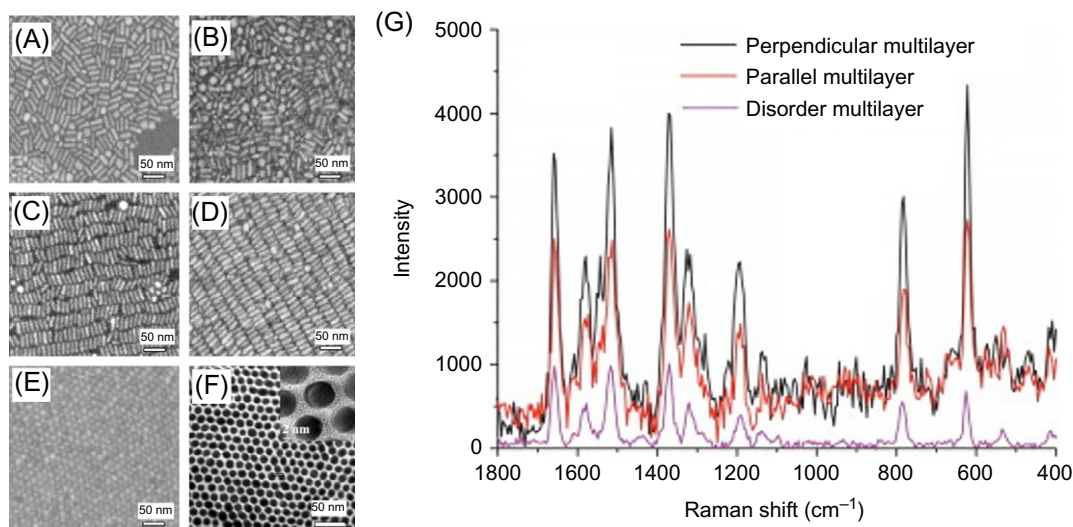 (A)
50 nm
(B)
50 nm
(C)
50 nm
(D)
50 nm
(E)
50 nm
(F)
2 nm
50 nm
(G)
Perpendicular multilayer
Parallel multilayer
Disorder multilayer
Intensity
5000
4000
3000
2000
1000
0
1800 1600 1400 1200 1000 800 600 400
Raman shift (cm⁻¹)